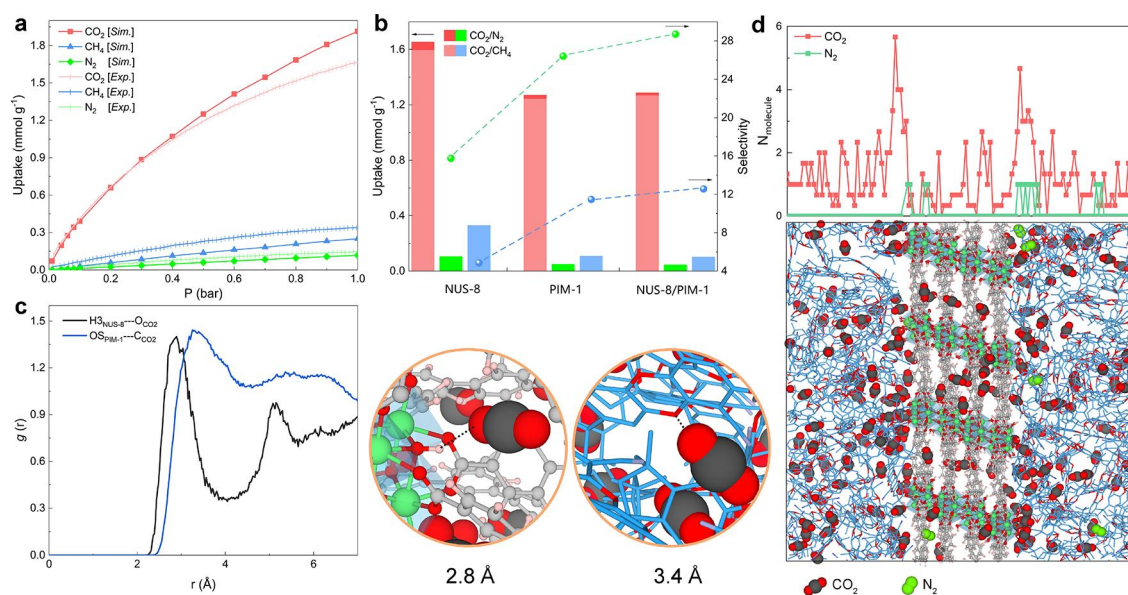 a
CO2 [Sim.]
CH4 [Sim.]
N2 [Sim.]
CO2 [Exp.]
CH4 [Exp.]
N2 [Exp.]
Uptake (mmol g⁻¹)
1.8
1.5
1.2
0.9
0.6
0.3
0.0
0.0 0.2 0.4 0.6 0.8 1.0
P (bar)
b
CO2/N2
CO2/CH4
Uptake (mmol g⁻¹)
1.6
1.2
0.8
0.4
0.0
28
24
20
16
12
8
4
Selectivity
NUS-8 PIM-1 NUS-8/PIM-1
c
H3NUS-8---OCO2
OSPIM-1---CCO2
g (r)
1.5
1.2
0.9
0.6
0.3
0.0
0 2 4 6
r (Å)
2.8 Å 3.4 Å
d
CO2
N2
Nmolecule
6
4
2
0
CO2 N2